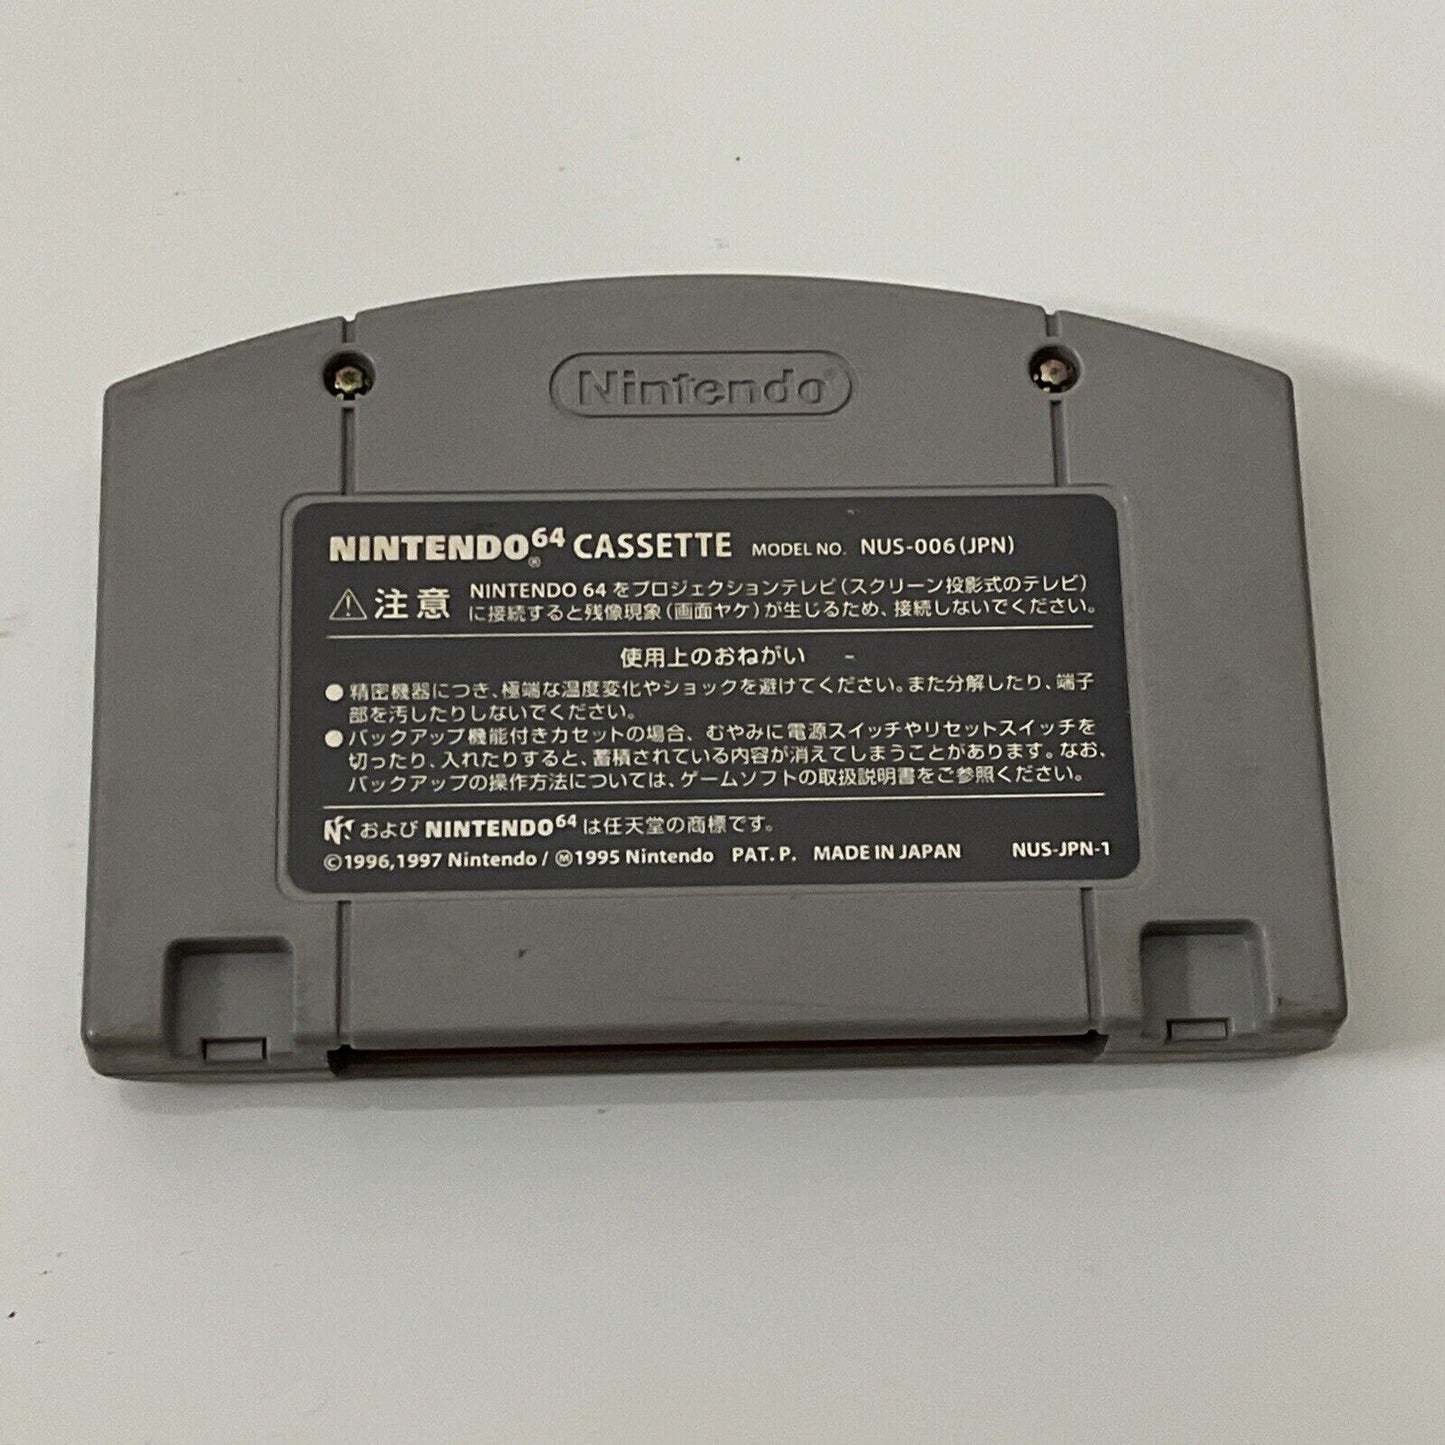 Nintendo®
NINTENDO®64 CASSETTE MODEL NO. NUS-006(JPN)
⚠注意 NINTENDO 64 をプロジェクションテレビ(スクリーン投影式のテレビ)
に接続すると残像現象(画面ヤケ)が生じるため、接続しないでください。
使用上のおねがい
●精密機器につき、極端な温度変化やショックを避けてください。また分解したり、端子
部を汚したりしないでください。
●バックアップ機能付きカセットの場合、むやみに電源スイッチやリセットスイッチを
切ったり、入れたりすると、蓄積されている内容が消えてしまうことがあります。なお、
バックアップの操作方法については、ゲームソフトの取扱説明書をご参照ください。
N および NINTENDO64 は任天堂の商標です。
©1996,1997 Nintendo / Ⓜ1995 Nintendo PAT. P. MADE IN JAPAN NUS-JPN-1